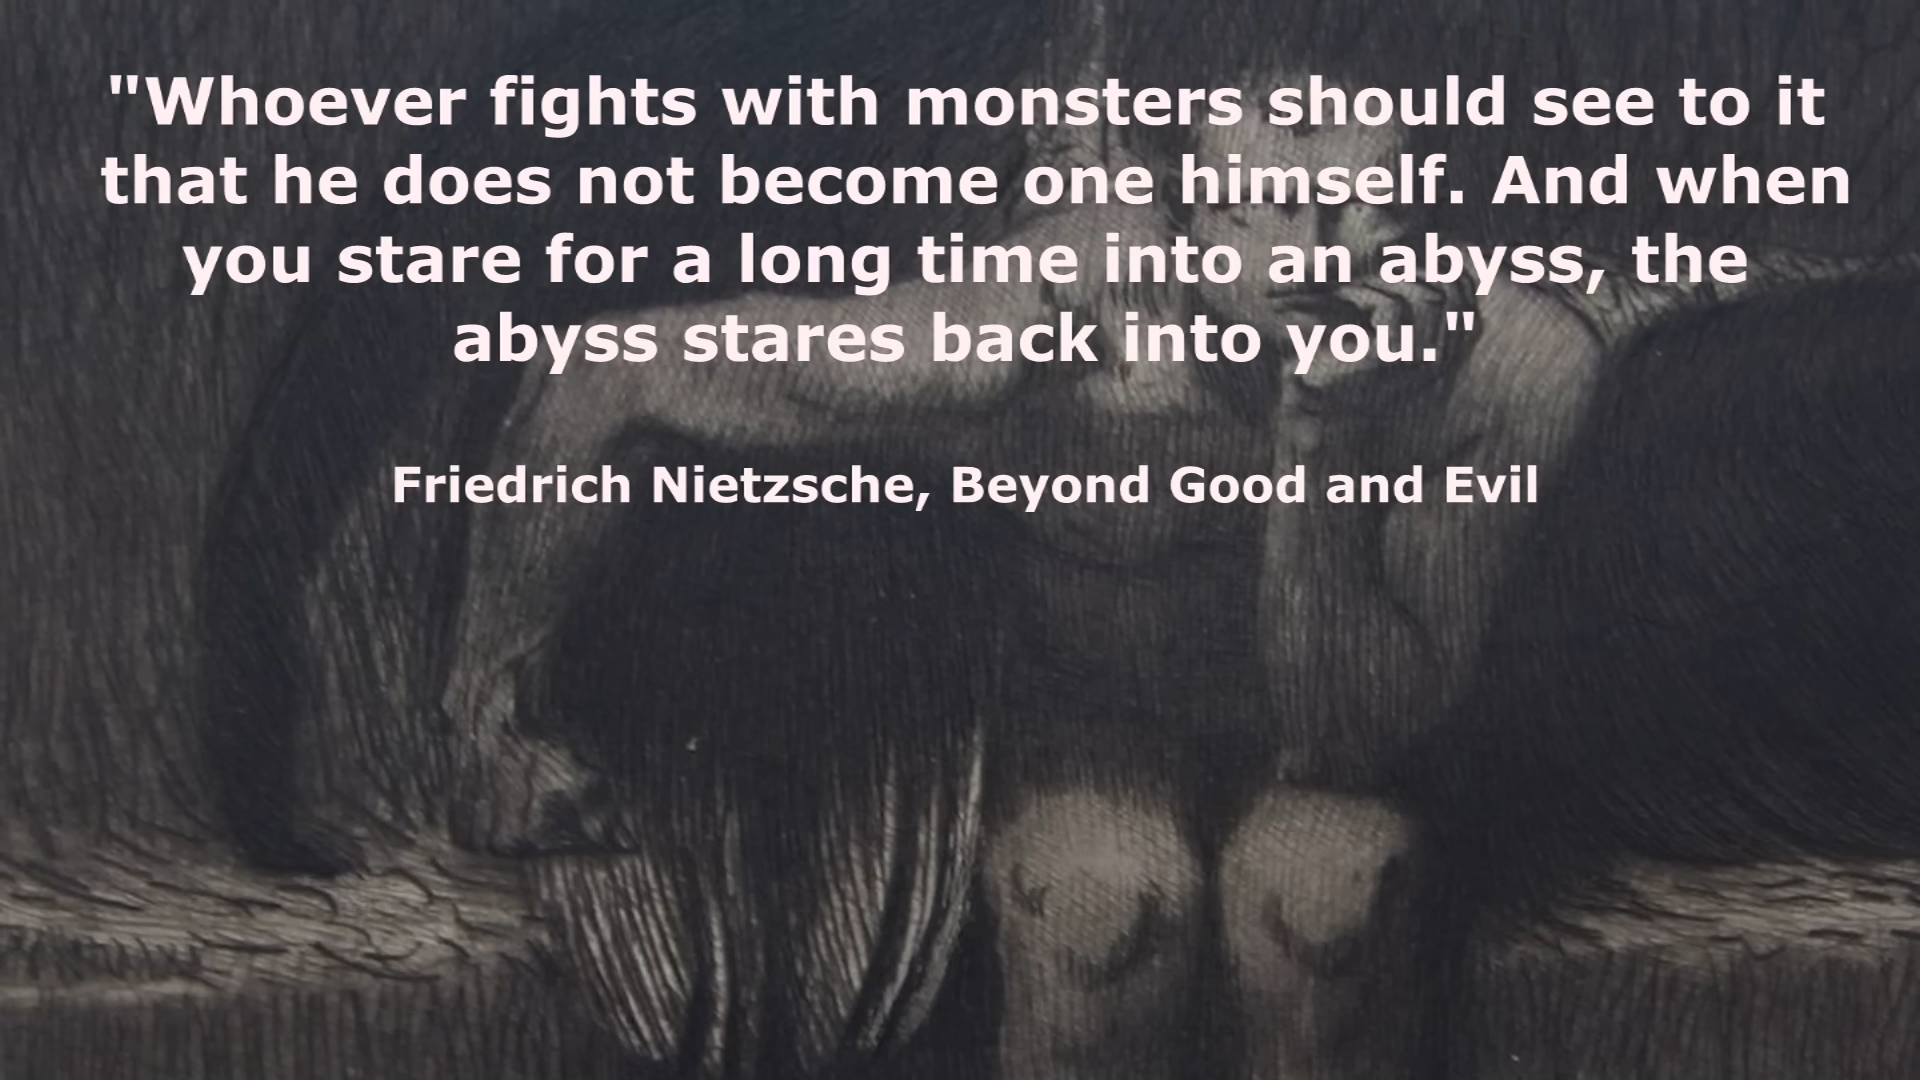 "Whoever fights with monsters should see to it
that he does not become one himself. And when
you stare for a long time into an abyss, the
abyss stares back into you."
Friedrich Nietzsche, Beyond Good and Evil